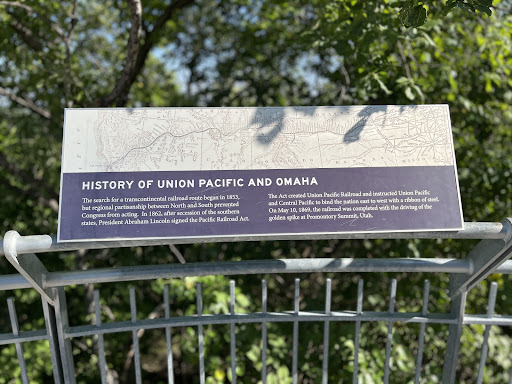 HISTORY OF UNION PACIFIC AND OMAHA
The search for a transcontinental railroad route began in 1853,
but regional partisanship between North and South prevented
Congress from acting. In 1862, after secession of the southern
states, President Abraham Lincoln signed the Pacific Railroad Act.
The Act created Union Pacific Railroad and instructed Union Pacific
and Central Pacific to bind the nation east to west with a ribbon of steel.
On May 10, 1869, the railroad was completed with the driving of the
golden spike at Promontory Summit, Utah.